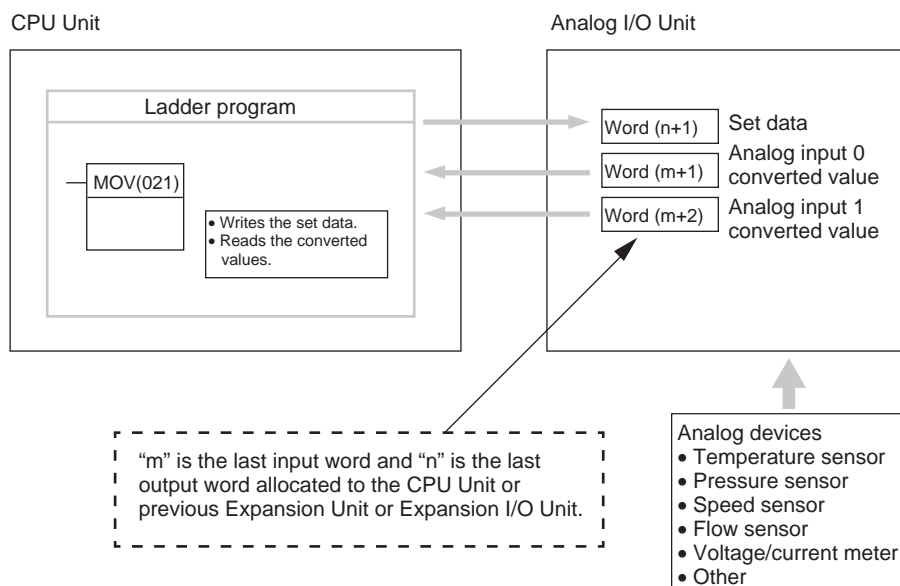 CPU Unit
Analog I/O Unit
Ladder program
MOV(021)
• Writes the set data.
• Reads the converted
values.
Word (n+1)
Set data
Word (m+1)
Analog input 0
converted value
Word (m+2)
Analog input 1
converted value
“m” is the last input word and “n” is the last
output word allocated to the CPU Unit or
previous Expansion Unit or Expansion I/O Unit.
Analog devices
• Temperature sensor
• Pressure sensor
• Speed sensor
• Flow sensor
• Voltage/current meter
• Other